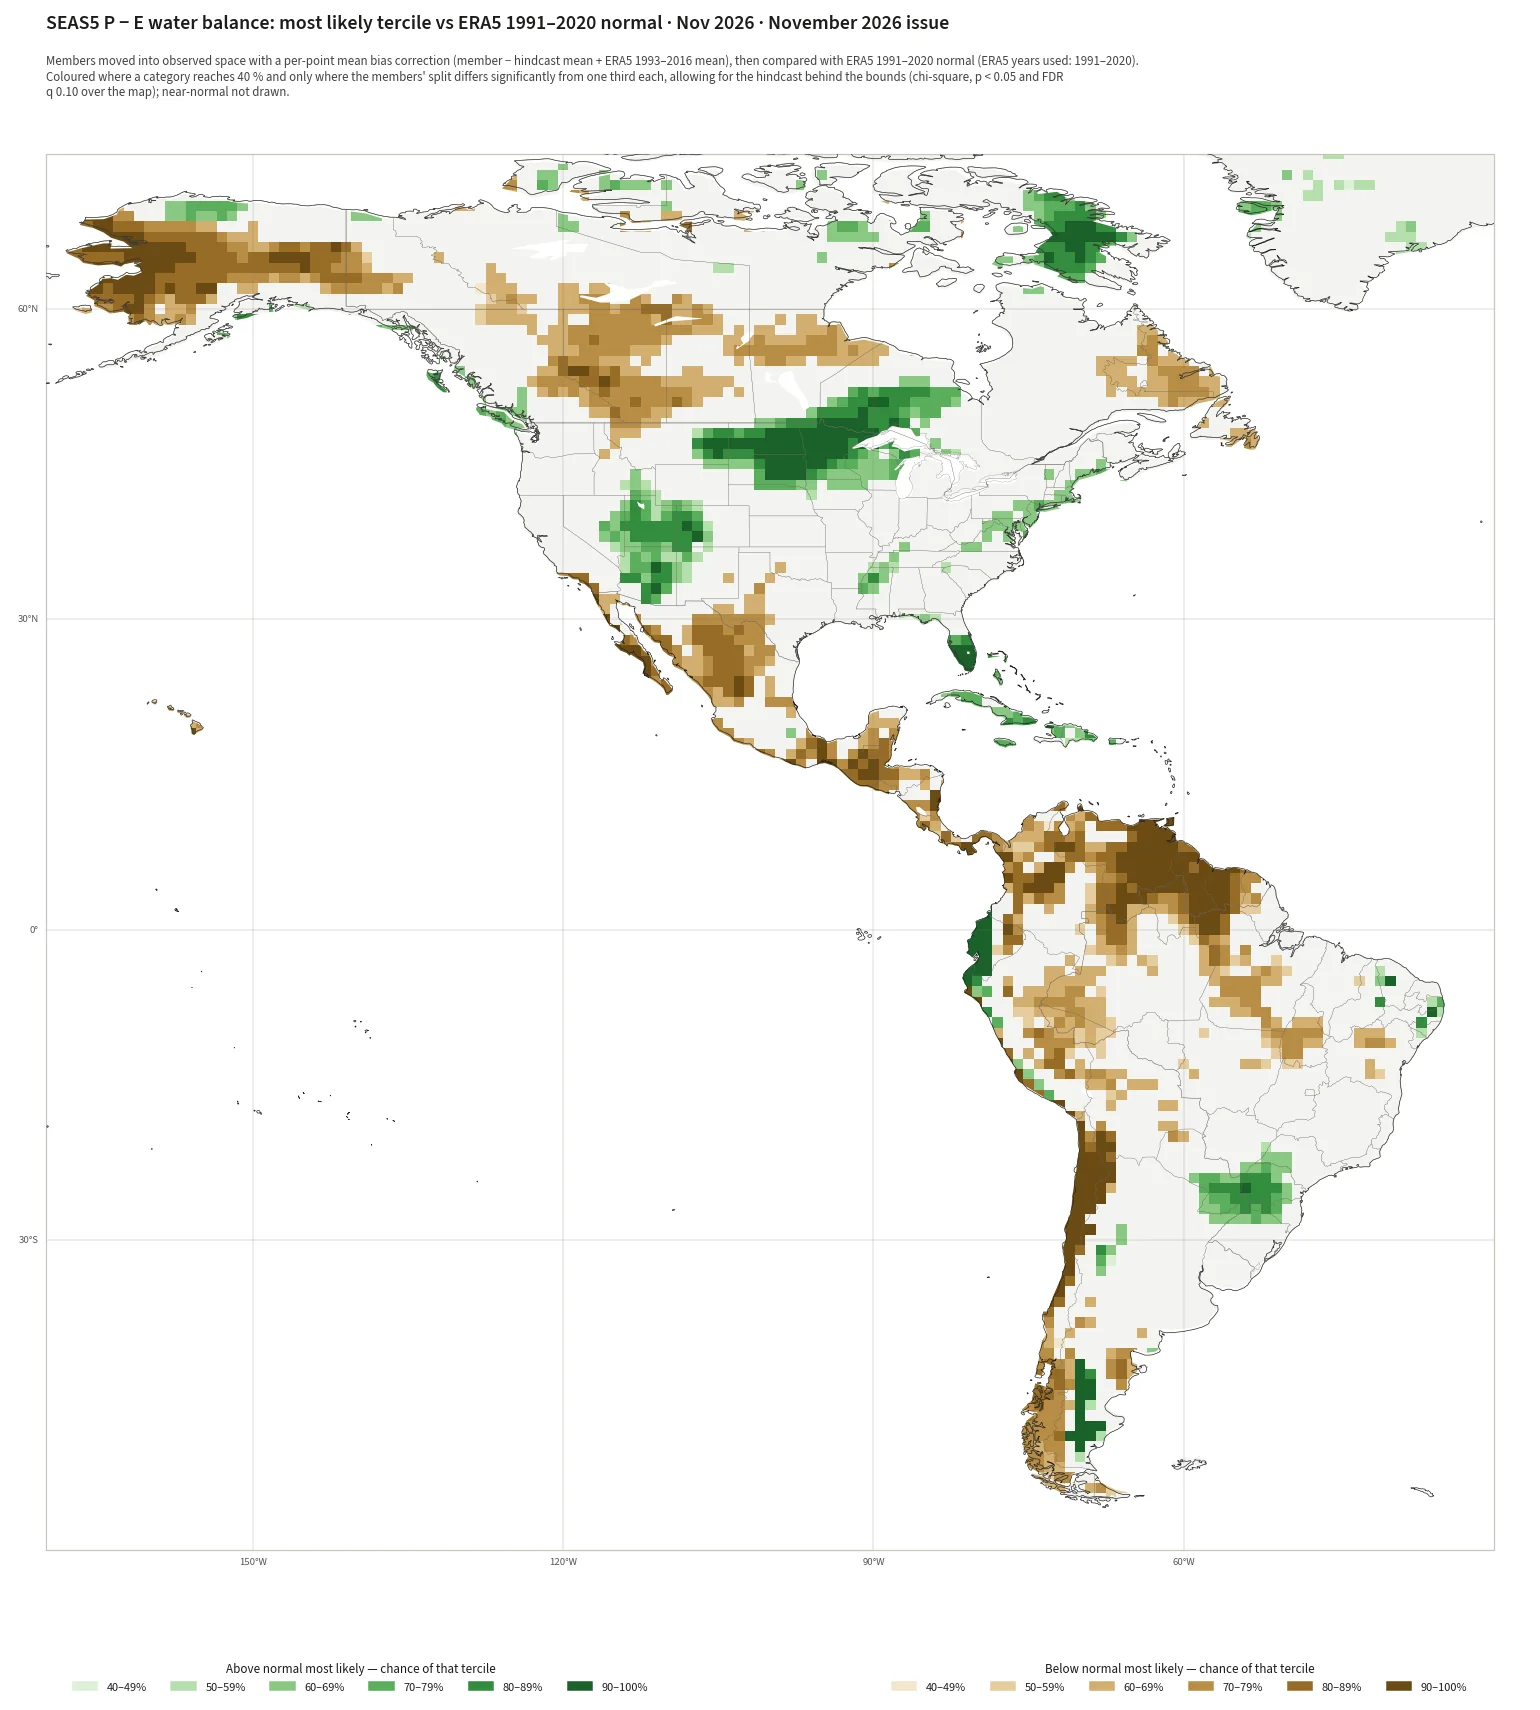 SEAS5 P − E water balance: most likely tercile vs ERA5 1991–2020 normal · Nov 2026 · November 2026 issue
Members moved into observed space with a per-point mean bias correction (member − hindcast mean + ERA5 1993–2016 mean), then compared with ERA5 1991–2020 normal (ERA5 years used: 1991–2020).
Coloured where a category reaches 40 % and only where the members' split differs significantly from one third each, allowing for the hindcast behind the bounds (chi-square, p < 0.05 and FDR
q 0.10 over the map); near-normal not drawn.
60°N
30°N
0°
30°S
150°W 120°W 90°W 60°W
Above normal most likely — chance of that tercile
40–49% 50–59% 60–69% 70–79% 80–89% 90–100%
Below normal most likely — chance of that tercile
40–49% 50–59% 60–69% 70–79% 80–89% 90–100%